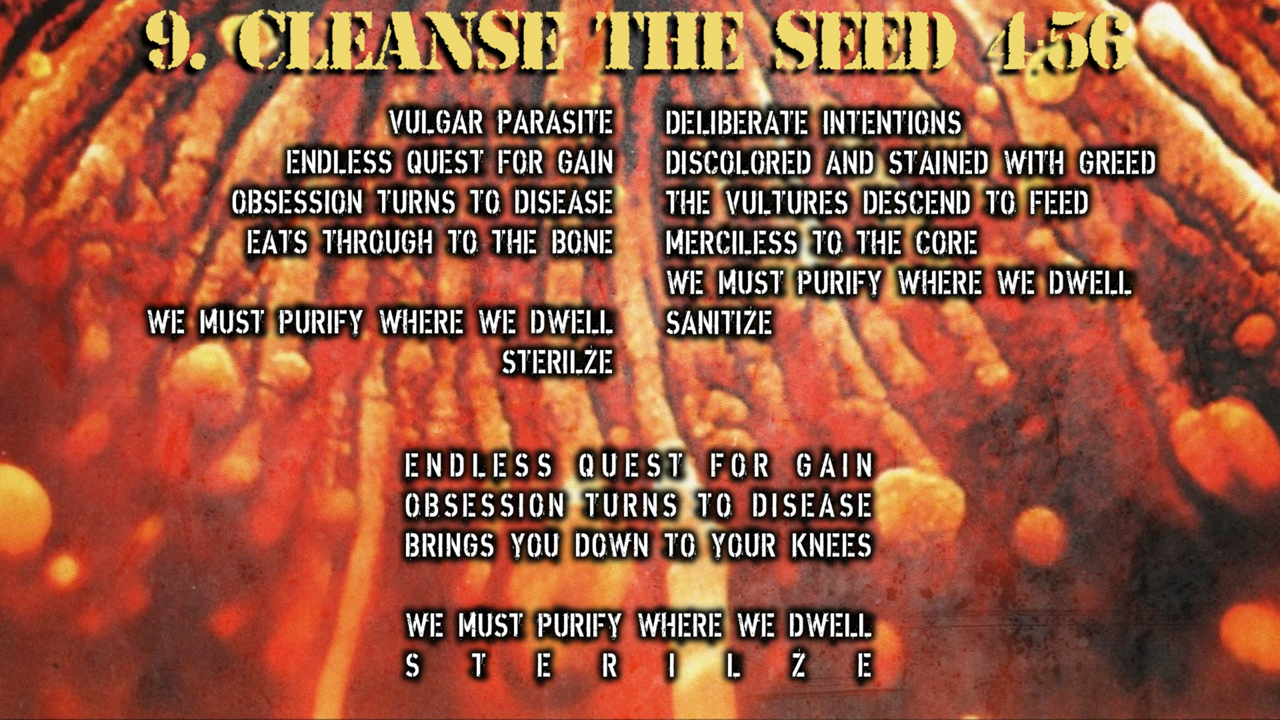 9. CLEANSE THE SEED 4:56
VULGAR PARASITE
ENDLESS QUEST FOR GAIN
OBSESSION TURNS TO DISEASE
EATS THROUGH TO THE BONE
WE MUST PURIFY WHERE WE DWELL
STERILZE
DELIBERATE INTENTIONS
DISCOLORED AND STAINED WITH GREED
THE VULTURES DESCEND TO FEED
MERCILESS TO THE CORE
WE MUST PURIFY WHERE WE DWELL
SANITIZE
ENDLESS QUEST FOR GAIN
OBSESSION TURNS TO DISEASE
BRINGS YOU DOWN TO YOUR KNEES
WE MUST PURIFY WHERE WE DWELL
S T E R I L Z E